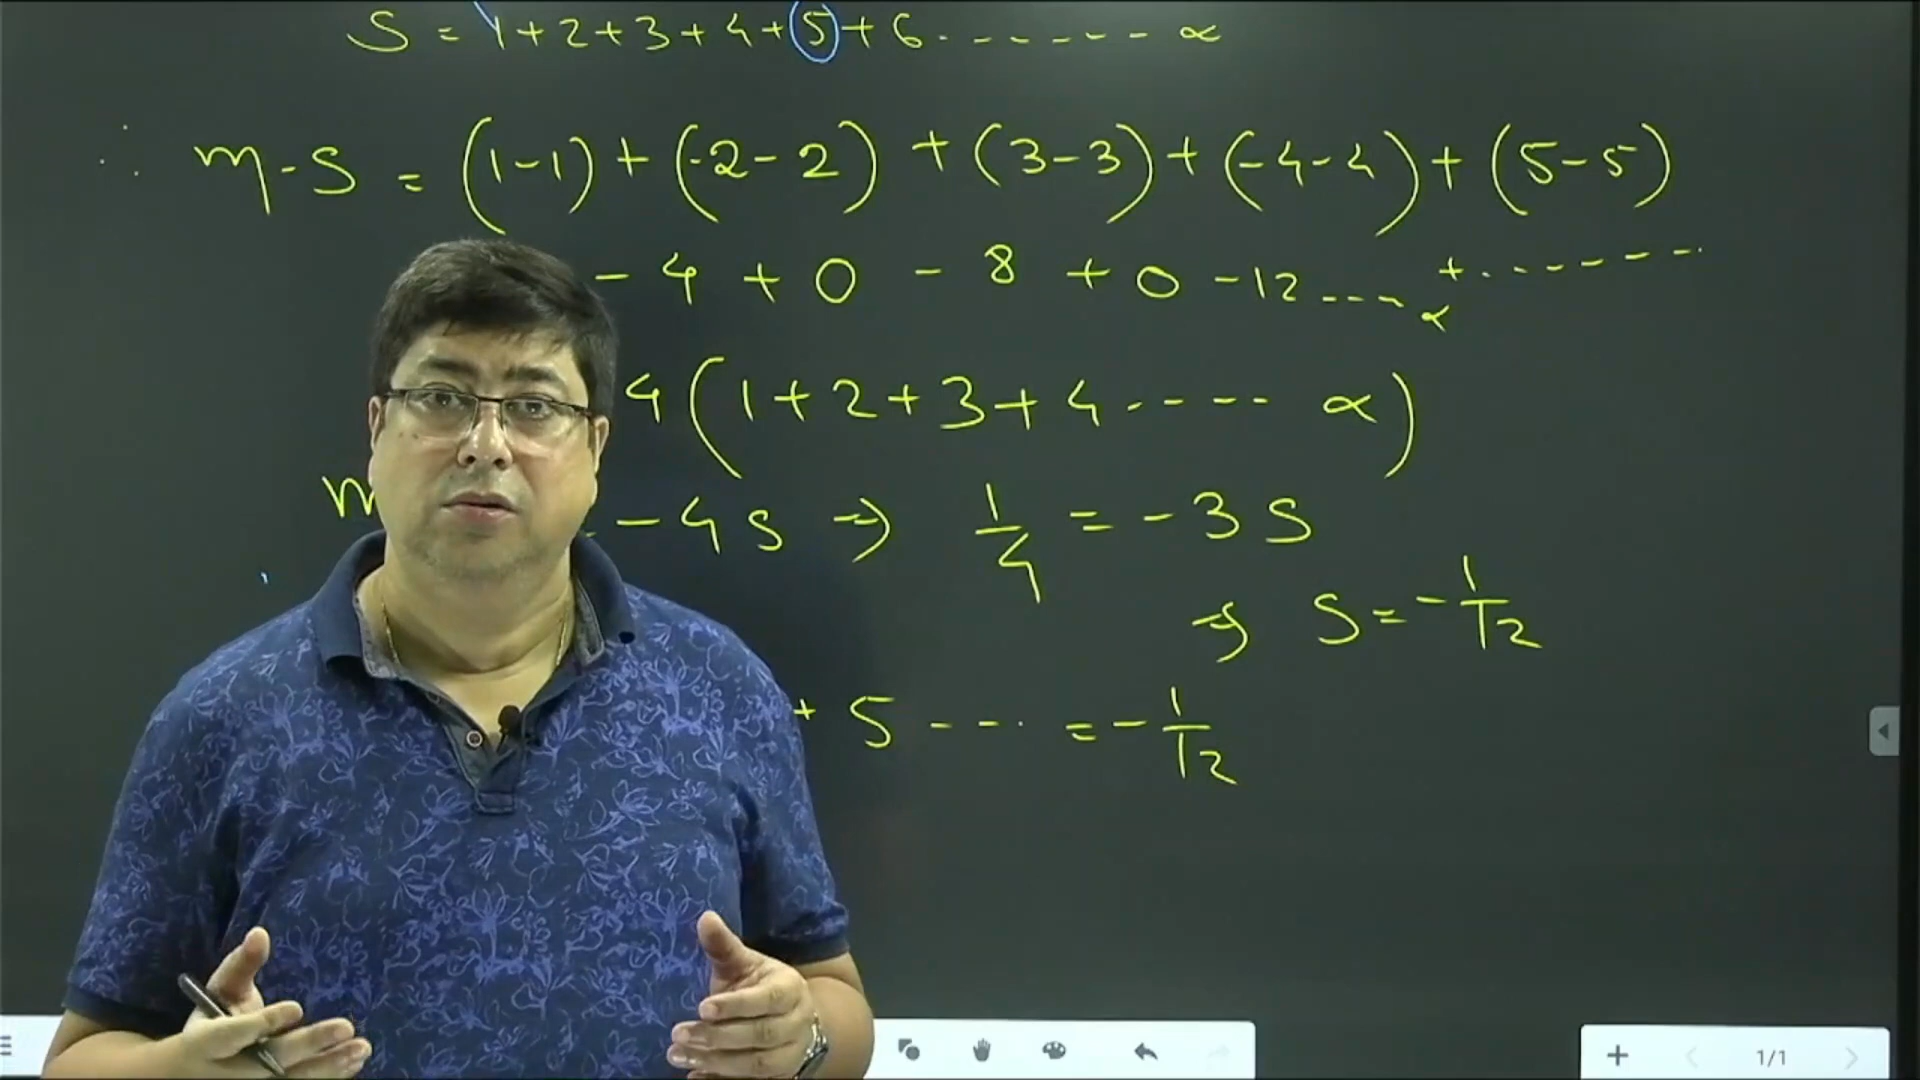 S = 1+2+3+4+5+6.------ ∝
∴ m-S = (1-1)+(-2-2)+(3-3)+(-4-4)+(5-5)
+.------
-4+0-8+0-12---- ∝
4(1+2+3+4.---- ∝)
m = -4S ⇒ 1/4 = -3S
⇒ S = -1/12
+5--- = -1/12
1/1